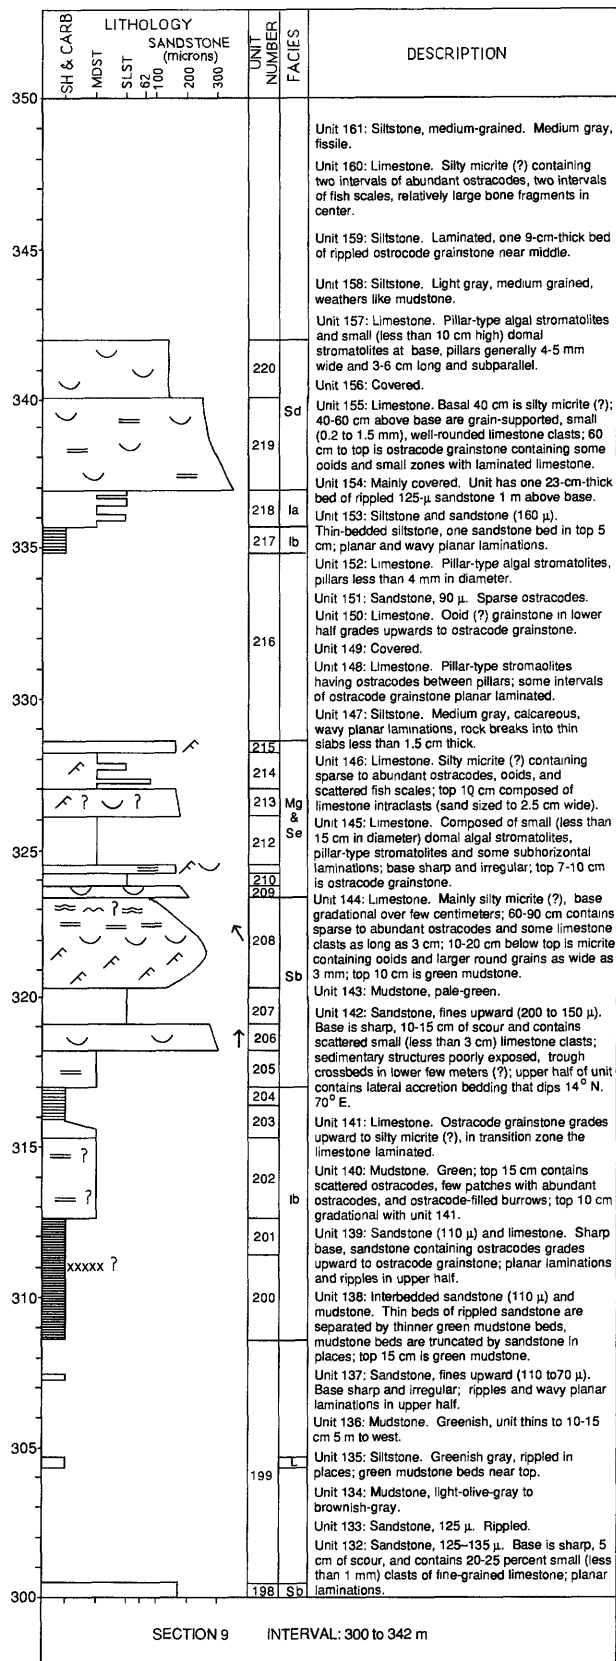 LITHOLOGY
SH & CARB
MDST
SLST
SANDSTONE
(microns)
62
100
200
300
UNIT
NUMBER
FACIES
DESCRIPTION
350
345
340
335
330
325
320
315
310
305
300
220
219
218
217
216
215
214
213
212
210
209
208
207
206
205
204
203
202
201
200
199
198
Sd
Ia
Ib
Mg
&
Se
Sb
Ib
L
Sb
?
? ?
?
?
?
xxxxx ?
Unit 161: Siltstone, medium-grained. Medium gray,
fissile.
Unit 160: Limestone. Silty micrite (?) containing
two intervals of abundant ostracodes, two intervals
of fish scales, relatively large bone fragments in
center.
Unit 159: Siltstone. Laminated, one 9-cm-thick bed
of rippled ostrocode grainstone near middle.
Unit 158: Siltstone. Light gray, medium grained,
weathers like mudstone.
Unit 157: Limestone. Pillar-type algal stromatolites
and small (less than 10 cm high) domal
stromatolites at base, pillars generally 4-5 mm
wide and 3-6 cm long and subparallel.
Unit 156: Covered.
Unit 155: Limestone. Basal 40 cm is silty micrite (?);
40-60 cm above base are grain-supported, small
(0.2 to 1.5 mm), well-rounded limestone clasts; 60
cm to top is ostracode grainstone containing some
ooids and small zones with laminated limestone.
Unit 154: Mainly covered. Unit has one 23-cm-thick
bed of rippled 125-µ sandstone 1 m above base.
Unit 153: Siltstone and sandstone (160 µ).
Thin-bedded siltstone, one sandstone bed in top 5
cm; planar and wavy planar laminations.
Unit 152: Limestone. Pillar-type algal stromatolites,
pillars less than 4 mm in diameter.
Unit 151: Sandstone, 90 µ. Sparse ostracodes.
Unit 150: Limestone. Ooid (?) grainstone in lower
half grades upwards to ostracode grainstone.
Unit 149: Covered.
Unit 148: Limestone. Pillar-type stromaolites
having ostracodes between pillars; some intervals
of ostracode grainstone planar laminated.
Unit 147: Siltstone. Medium gray, calcareous,
wavy planar laminations, rock breaks into thin
slabs less than 1.5 cm thick.
Unit 146: Limestone. Silty micrite (?) containing
sparse to abundant ostracodes, ooids, and
scattered fish scales; top 10 cm composed of
limestone intraclasts (sand sized to 2.5 cm wide).
Unit 145: Limestone. Composed of small (less than
15 cm in diameter) domal algal stromatolites,
pillar-type stromatolites and some subhorizontal
laminations; base sharp and irregular; top 7-10 cm
is ostracode grainstone.
Unit 144: Limestone. Mainly silty micrite (?), base
gradational over few centimeters; 60-90 cm contains
sparse to abundant ostracodes and some limestone
clasts as long as 3 cm; 10-20 cm below top is micrite
containing ooids and larger round grains as wide as
3 mm; top 10 cm is green mudstone.
Unit 143: Mudstone, pale-green.
Unit 142: Sandstone, fines upward (200 to 150 µ).
Base is sharp, 10-15 cm of scour and contains
scattered small (less than 3 cm) limestone clasts;
sedimentary structures poorly exposed, trough
crossbeds in lower few meters (?); upper half of unit
contains lateral accretion bedding that dips 14° N.
70° E.
Unit 141: Limestone. Ostracode grainstone grades
upward to silty micrite (?), in transition zone the
limestone laminated.
Unit 140: Mudstone. Green; top 15 cm contains
scattered ostracodes, few patches with abundant
ostracodes, and ostracode-filled burrows; top 10 cm
gradational with unit 141.
Unit 139: Sandstone (110 µ) and limestone. Sharp
base, sandstone containing ostracodes grades
upward to ostracode grainstone; planar laminations
and ripples in upper half.
Unit 138: Interbedded sandstone (110 µ) and
mudstone. Thin beds of rippled sandstone are
separated by thinner green mudstone beds,
mudstone beds are truncated by sandstone in
places; top 15 cm is green mudstone.
Unit 137: Sandstone, fines upward (110 to70 µ).
Base sharp and irregular; ripples and wavy planar
laminations in upper half.
Unit 136: Mudstone. Greenish, unit thins to 10-15
cm 5 m to west.
Unit 135: Siltstone. Greenish gray, rippled in
places; green mudstone beds near top.
Unit 134: Mudstone, light-olive-gray to
brownish-gray.
Unit 133: Sandstone, 125 µ. Rippled.
Unit 132: Sandstone, 125–135 µ. Base is sharp, 5
cm of scour, and contains 20-25 percent small (less
than 1 mm) clasts of fine-grained limestone; planar
laminations.
SECTION 9 INTERVAL: 300 to 342 m